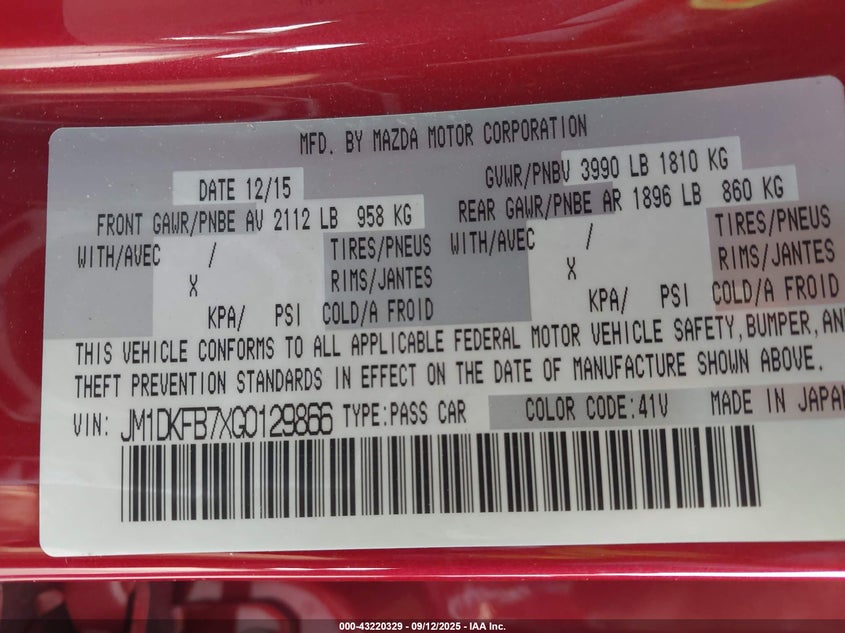 MFD. BY MAZDA MOTOR CORPORATION
DATE 12/15
GVWR/PNBV 3990 LB 1810 KG
FRONT GAWR/PNBE AV 2112 LB 958 KG
REAR GAWR/PNBE AR 1896 LB 860 KG
WITH/AVEC / TIRES/PNEUS WITH/AVEC / TIRES/PNEUS
X RIMS/JANTES X RIMS/JANTES
KPA/ PSI COLD/A FROID KPA/ PSI COLD/A FROID
THIS VEHICLE CONFORMS TO ALL APPLICABLE FEDERAL MOTOR VEHICLE SAFETY,BUMPER,AN
THEFT PREVENTION STANDARDS IN EFFECT ON THE DATE OF MANUFACTURE SHOWN ABOVE.
VIN: JM1DKFB7XG0129866 TYPE:PASS CAR COLOR CODE:41V MADE IN JAPAN
000-43220329 - 09/12/2025 - IAA Inc.